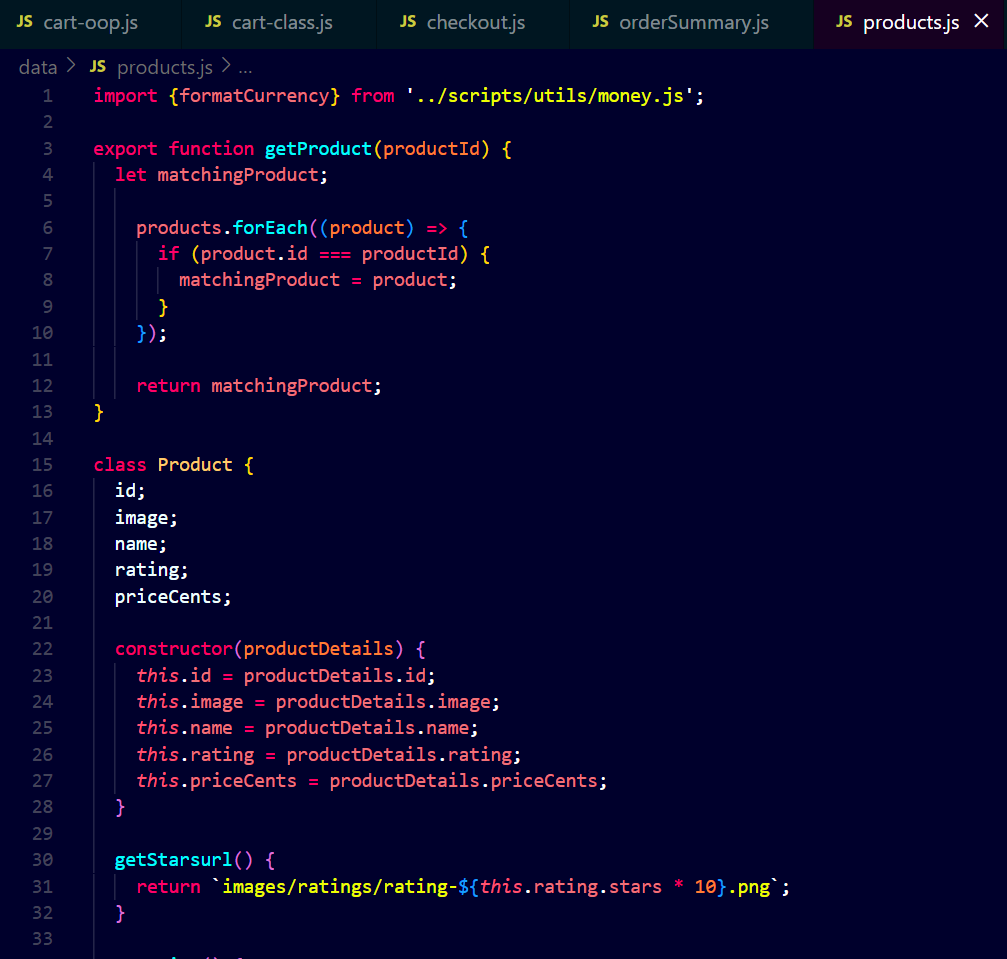 JS cart-oop.js JS cart-class.js JS checkout.js JS orderSummary.js JS products.js ×
data > JS products.js > ...
1 import {formatCurrency} from '../scripts/utils/money.js';
2
3 export function getProduct(productId) {
4 let matchingProduct;
5
6 products.forEach((product) => {
7 if (product.id === productId) {
8 matchingProduct = product;
9 }
10 });
11
12 return matchingProduct;
13 }
14
15 class Product {
16 id;
17 image;
18 name;
19 rating;
20 priceCents;
21
22 constructor(productDetails) {
23 this.id = productDetails.id;
24 this.image = productDetails.image;
25 this.name = productDetails.name;
26 this.rating = productDetails.rating;
27 this.priceCents = productDetails.priceCents;
28 }
29
30 getStarsurl() {
31 return `images/ratings/rating-${this.rating.stars * 10}.png`;
32 }
33